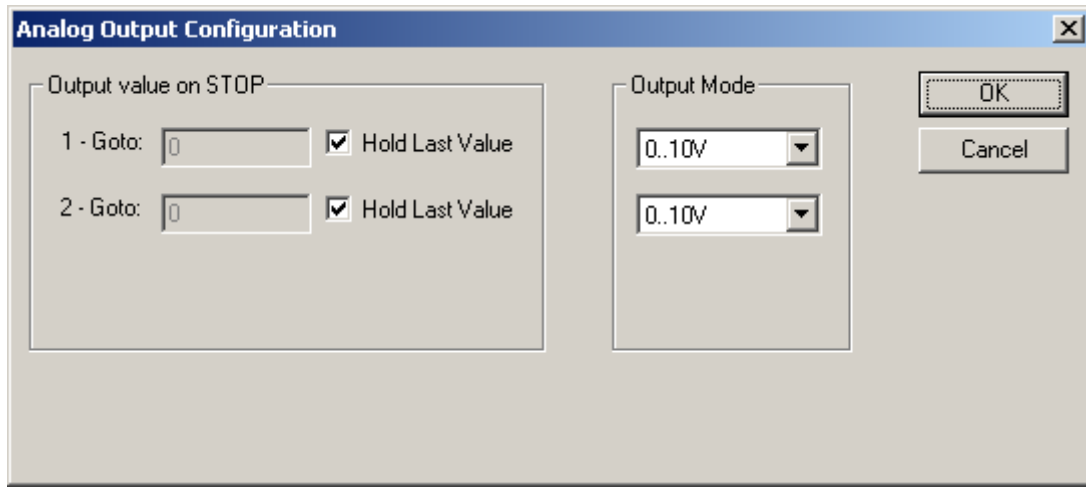 Analog Output Configuration
Output value on STOP
1 - Goto: 0 Hold Last Value
2 - Goto: 0 Hold Last Value
Output Mode
0..10V
0..10V
OK
Cancel